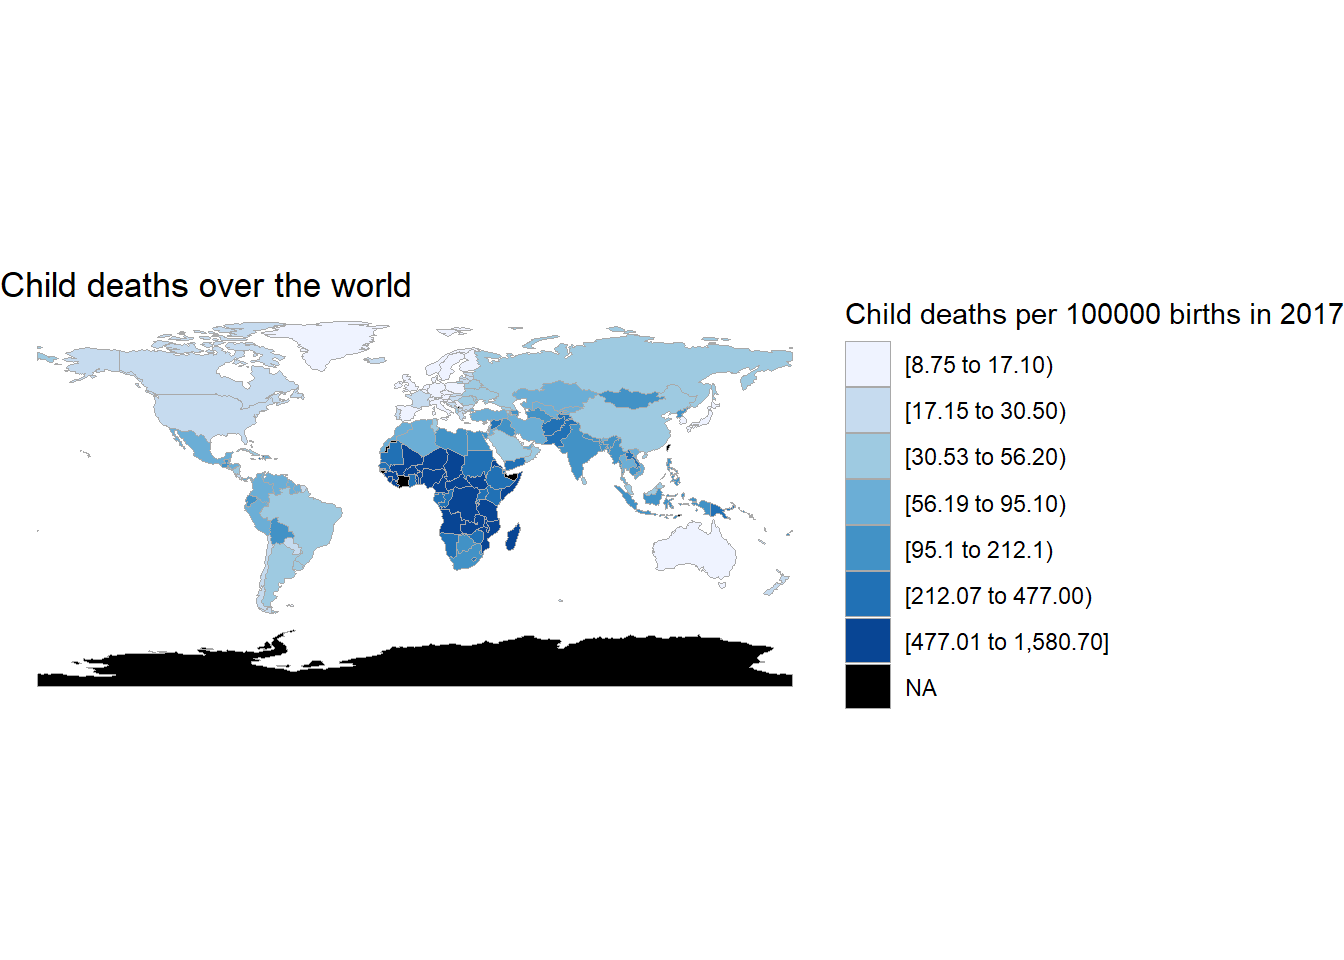 Child deaths over the world
Child deaths per 100000 births in 2017
[8.75 to 17.10)
[17.15 to 30.50)
[30.53 to 56.20)
[56.19 to 95.10)
[95.1 to 212.1)
[212.07 to 477.00)
[477.01 to 1,580.70]
NA